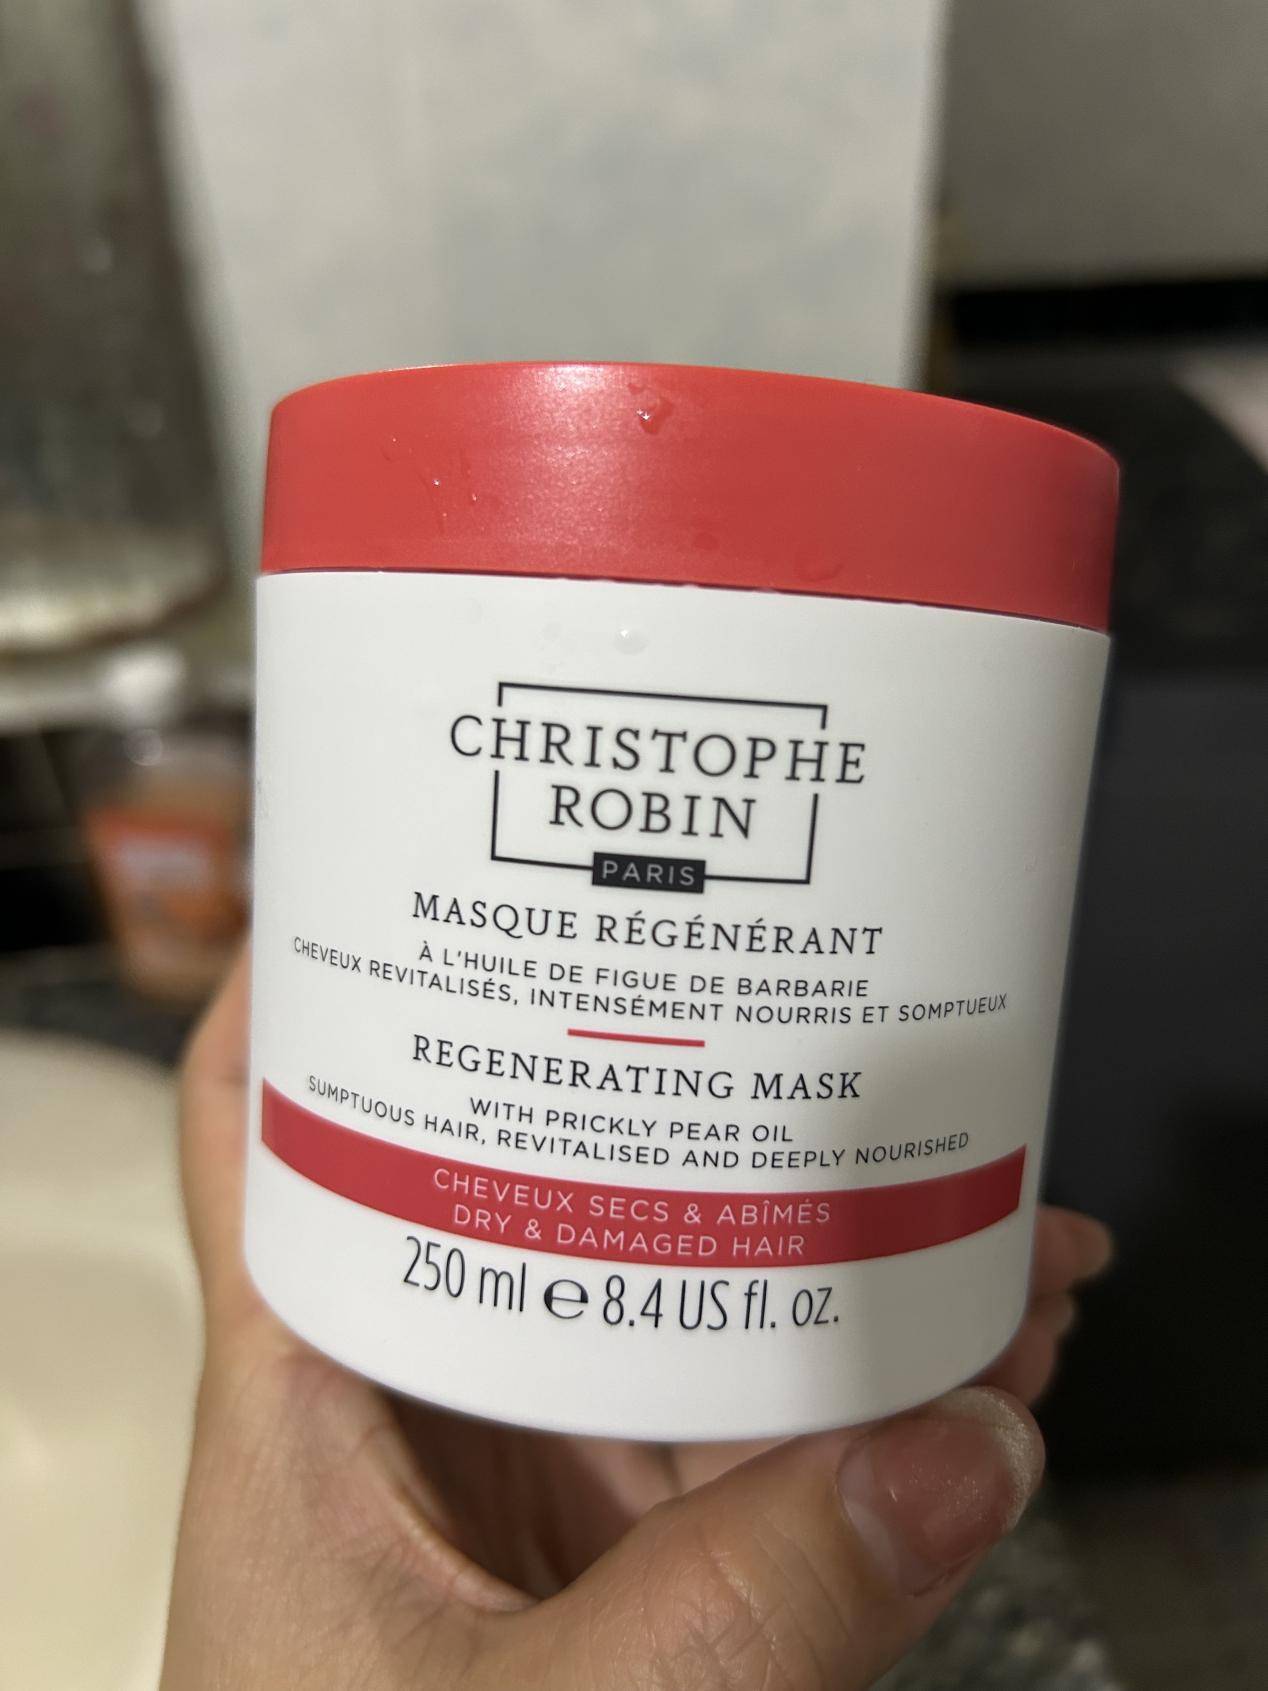 CHRISTOPHE
ROBIN
PARIS
MASQUE RÉGÉNÉRANT
À L'HUILE DE FIGUE DE BARBARIE
CHEVEUX REVITALISÉS, INTENSÉMENT NOURRIS ET SOMPTUEUX
REGENERATING MASK
WITH PRICKLY PEAR OIL
SUMPTUOUS HAIR, REVITALISED AND DEEPLY NOURISHED
CHEVEUX SECS & ABÎMÉS
DRY & DAMAGED HAIR
250 ml ℮ 8.4 US fl. oz.